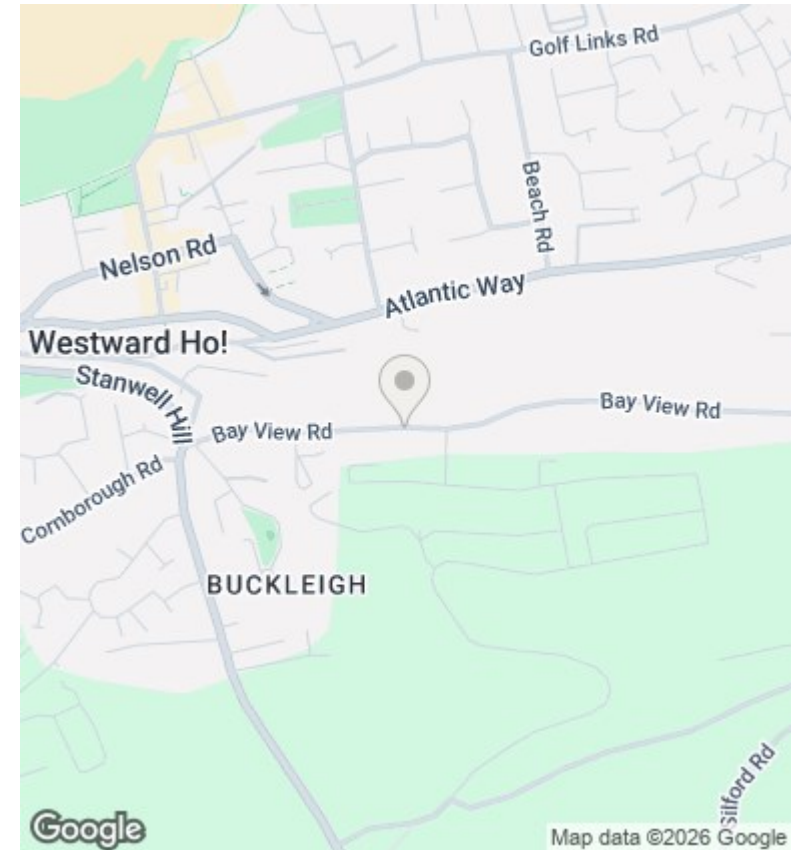 Golf Links Rd
Beach Rd
Nelson Rd
Atlantic Way
Westward Ho!
Stanwell Hill
Bay View Rd
Bay View Rd
Cornborough Rd
BUCKLEIGH
Silford Rd
Google
Map data ©2026 Google